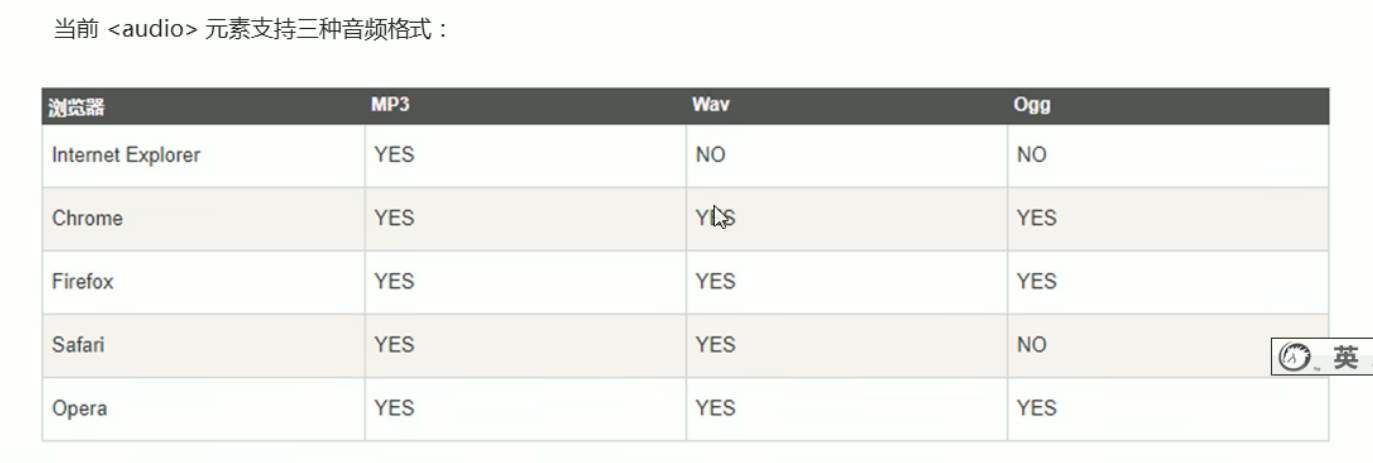 当前 <audio> 元素支持三种音频格式：
浏览器 MP3 Wav Ogg
Internet Explorer YES NO NO
Chrome YES YES YES
Firefox YES YES YES
Safari YES YES NO
英
Opera YES YES YES